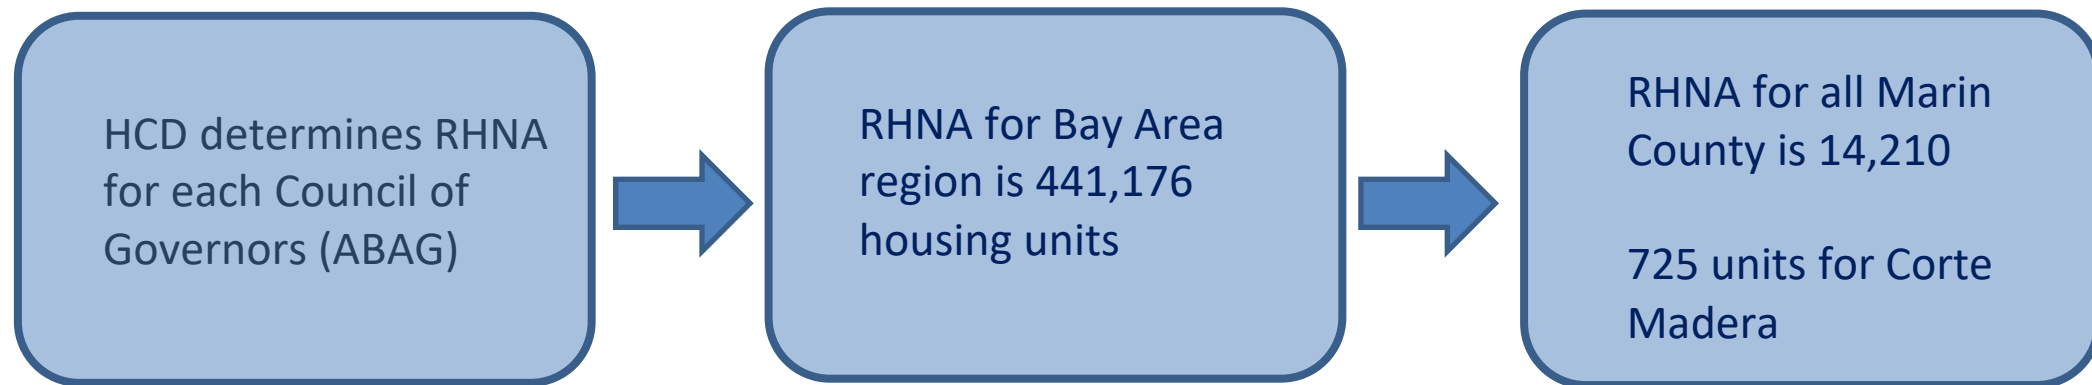 HCD determines RHNA
for each Council of
Governors (ABAG)
RHNA for Bay Area
region is 441,176
housing units
RHNA for all Marin
County is 14,210
725 units for Corte
Madera